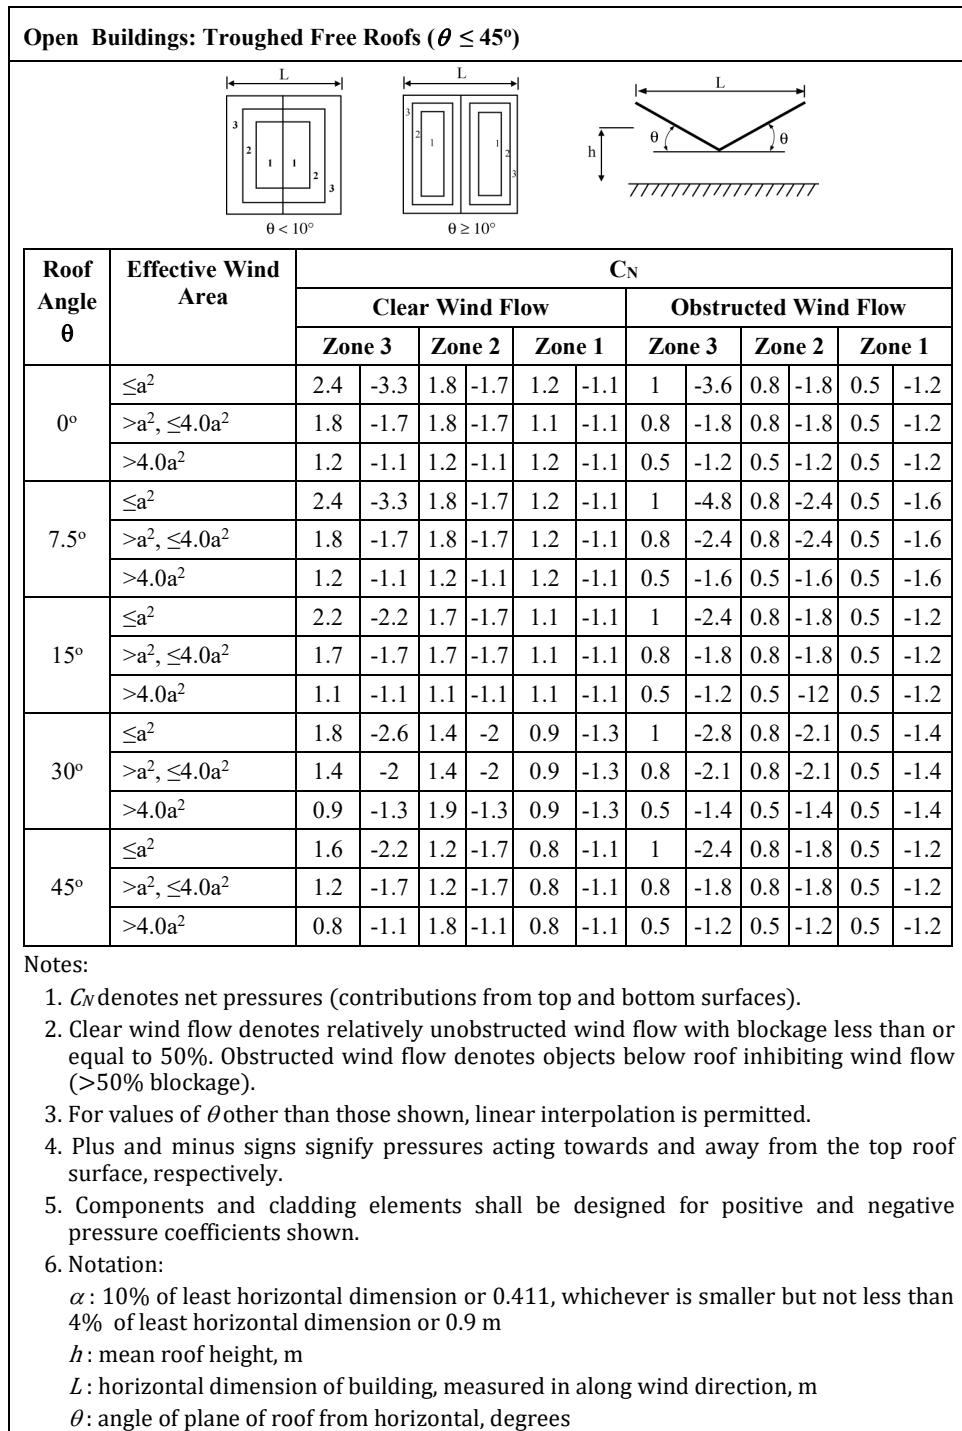 Open Buildings: Troughed Free Roofs (θ ≤ 45º)
L
3
2
1
1
2
3
θ < 10°
L
3
2
1
1
2
3
θ ≥ 10°
L
θ
θ
h
Roof Angle θ | Effective Wind Area | CN
Clear Wind Flow | Obstructed Wind Flow
Zone 3 | Zone 2 | Zone 1 | Zone 3 | Zone 2 | Zone 1
0º | ≤a² | 2.4 | -3.3 | 1.8 | -1.7 | 1.2 | -1.1 | 1 | -3.6 | 0.8 | -1.8 | 0.5 | -1.2
>a², ≤4.0a² | 1.8 | -1.7 | 1.8 | -1.7 | 1.1 | -1.1 | 0.8 | -1.8 | 0.8 | -1.8 | 0.5 | -1.2
>4.0a² | 1.2 | -1.1 | 1.2 | -1.1 | 1.2 | -1.1 | 0.5 | -1.2 | 0.5 | -1.2 | 0.5 | -1.2
7.5º | ≤a² | 2.4 | -3.3 | 1.8 | -1.7 | 1.2 | -1.1 | 1 | -4.8 | 0.8 | -2.4 | 0.5 | -1.6
>a², ≤4.0a² | 1.8 | -1.7 | 1.8 | -1.7 | 1.2 | -1.1 | 0.8 | -2.4 | 0.8 | -2.4 | 0.5 | -1.6
>4.0a² | 1.2 | -1.1 | 1.2 | -1.1 | 1.2 | -1.1 | 0.5 | -1.6 | 0.5 | -1.6 | 0.5 | -1.6
15º | ≤a² | 2.2 | -2.2 | 1.7 | -1.7 | 1.1 | -1.1 | 1 | -2.4 | 0.8 | -1.8 | 0.5 | -1.2
>a², ≤4.0a² | 1.7 | -1.7 | 1.7 | -1.7 | 1.1 | -1.1 | 0.8 | -1.8 | 0.8 | -1.8 | 0.5 | -1.2
>4.0a² | 1.1 | -1.1 | 1.1 | -1.1 | 1.1 | -1.1 | 0.5 | -1.2 | 0.5 | -12 | 0.5 | -1.2
30º | ≤a² | 1.8 | -2.6 | 1.4 | -2 | 0.9 | -1.3 | 1 | -2.8 | 0.8 | -2.1 | 0.5 | -1.4
>a², ≤4.0a² | 1.4 | -2 | 1.4 | -2 | 0.9 | -1.3 | 0.8 | -2.1 | 0.8 | -2.1 | 0.5 | -1.4
>4.0a² | 0.9 | -1.3 | 1.9 | -1.3 | 0.9 | -1.3 | 0.5 | -1.4 | 0.5 | -1.4 | 0.5 | -1.4
45º | ≤a² | 1.6 | -2.2 | 1.2 | -1.7 | 0.8 | -1.1 | 1 | -2.4 | 0.8 | -1.8 | 0.5 | -1.2
>a², ≤4.0a² | 1.2 | -1.7 | 1.2 | -1.7 | 0.8 | -1.1 | 0.8 | -1.8 | 0.8 | -1.8 | 0.5 | -1.2
>4.0a² | 0.8 | -1.1 | 1.8 | -1.1 | 0.8 | -1.1 | 0.5 | -1.2 | 0.5 | -1.2 | 0.5 | -1.2
Notes:
1. CN denotes net pressures (contributions from top and bottom surfaces).
2. Clear wind flow denotes relatively unobstructed wind flow with blockage less than or
equal to 50%. Obstructed wind flow denotes objects below roof inhibiting wind flow
(>50% blockage).
3. For values of θ other than those shown, linear interpolation is permitted.
4. Plus and minus signs signify pressures acting towards and away from the top roof
surface, respectively.
5. Components and cladding elements shall be designed for positive and negative
pressure coefficients shown.
6. Notation:
α : 10% of least horizontal dimension or 0.411, whichever is smaller but not less than
4% of least horizontal dimension or 0.9 m
h : mean roof height, m
L : horizontal dimension of building, measured in along wind direction, m
θ : angle of plane of roof from horizontal, degrees